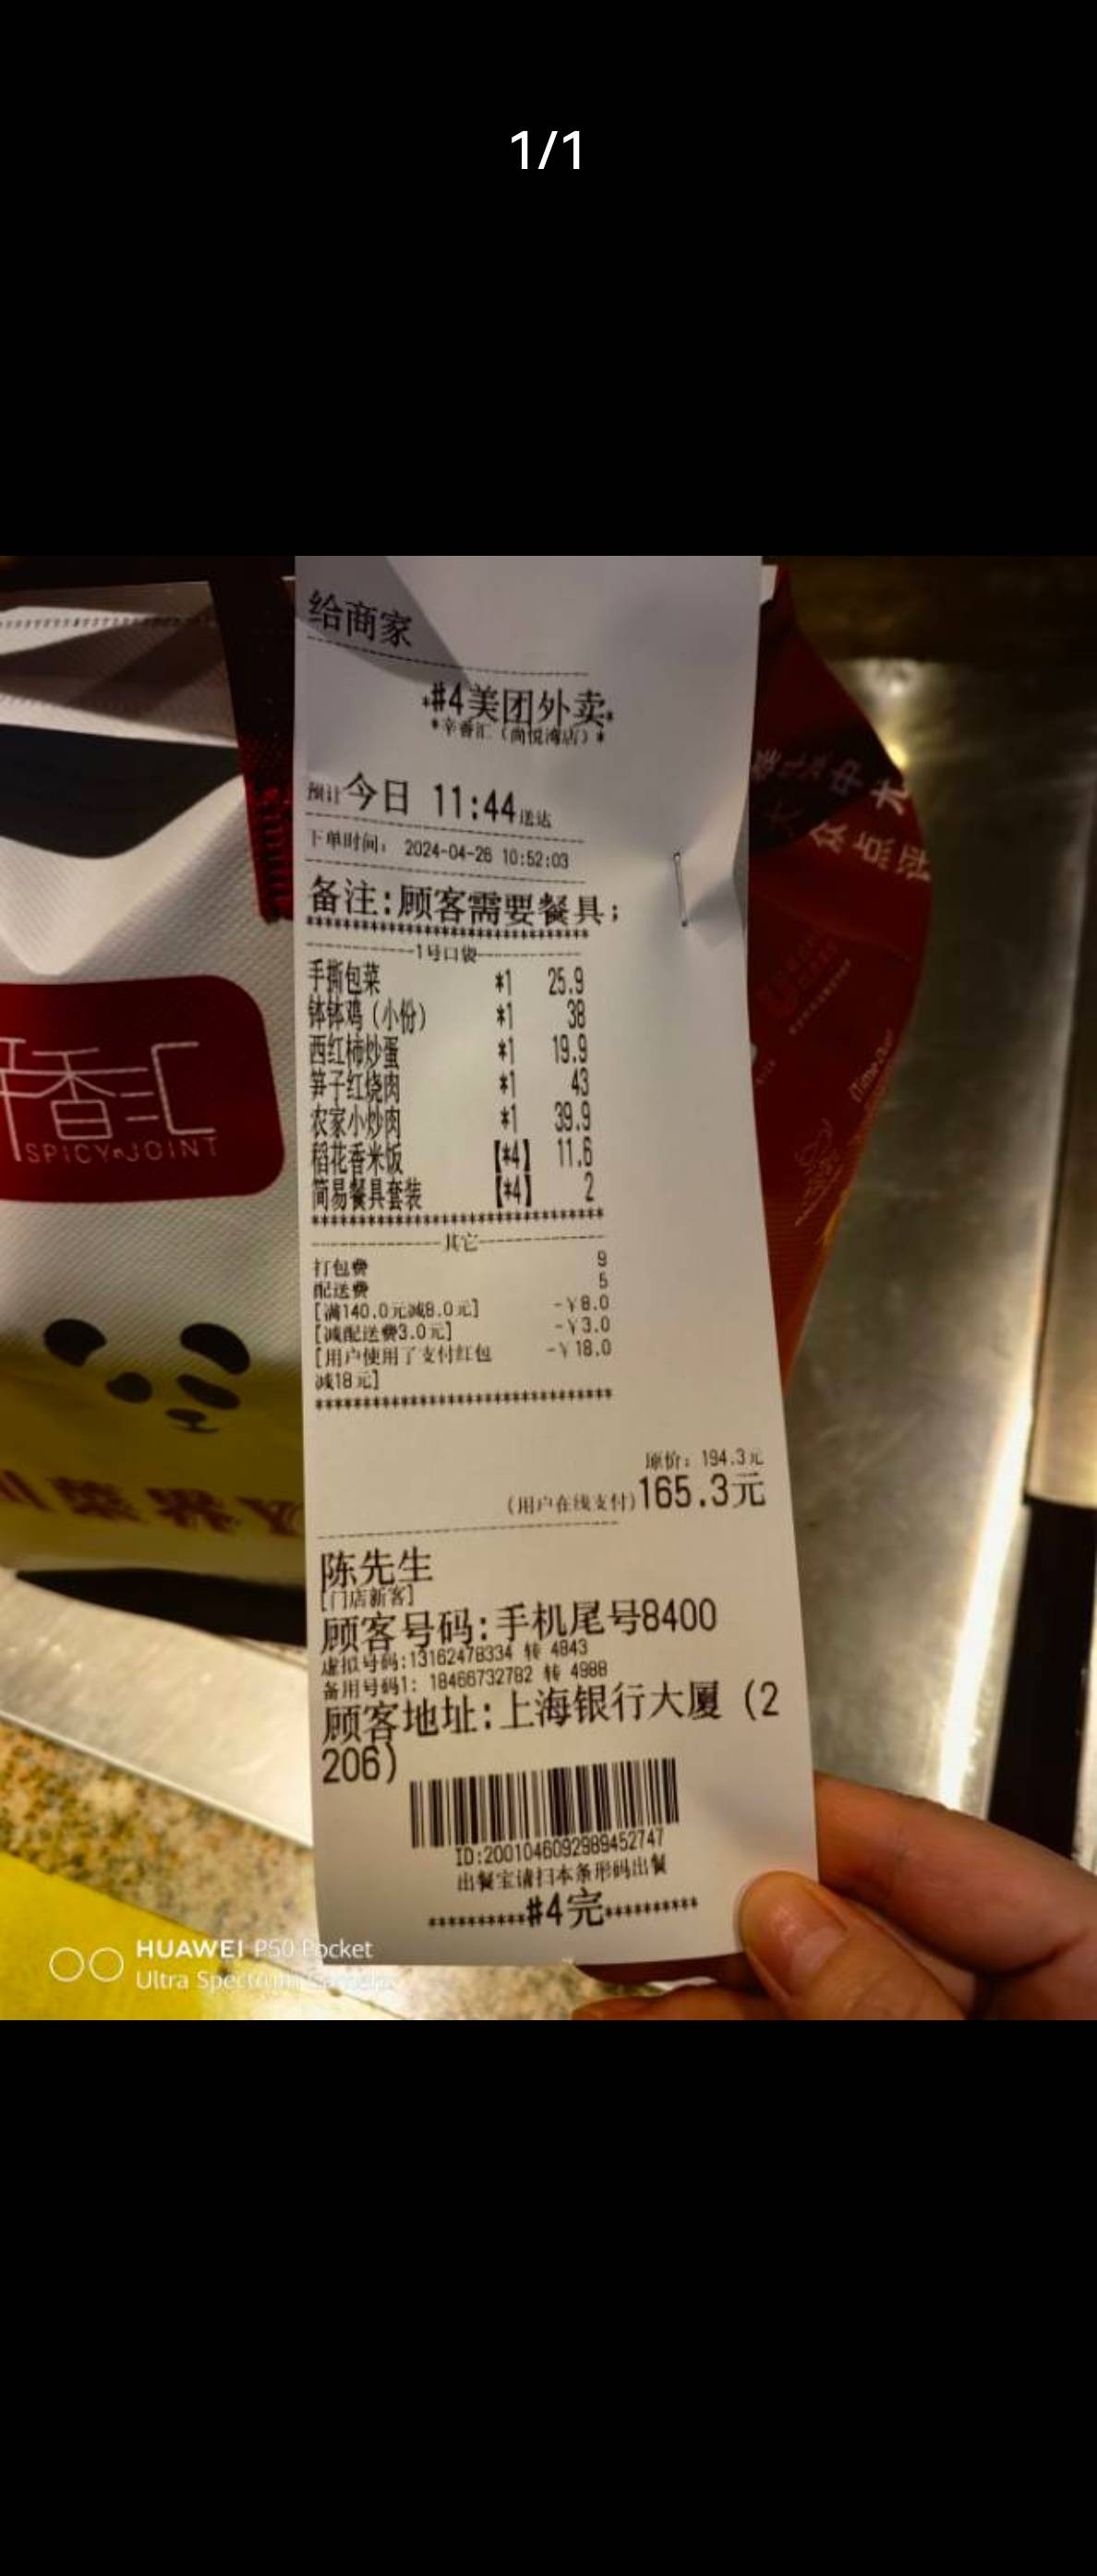 1/1
给商家
*#4美团外卖*
*辛香汇（尚悦湾店）*
预计今日 11:44送达
下单时间: 2024-04-26 10:52:03
备注:顾客需要餐具;
********************************
-----------1号口袋-----------
手撕包菜 *1 25.9
钵钵鸡（小份） *1 38
西红柿炒蛋 *1 19.9
笋子红烧肉 *1 43
农家小炒肉 *1 39.9
稻花香米饭 【*4】 11.6
简易餐具套装 【*4】 2
********************************
--------------其它--------------
打包费 9
配送费 5
[满140.0元减8.0元] -￥8.0
[减配送费3.0元] -￥3.0
[用户使用了支付红包 -￥18.0
减18元]
********************************
原价: 194.3元
(用户在线支付)165.3元
陈先生
[门店新客]
顾客号码:手机尾号8400
虚拟号码:13162478334 转 4843
备用号码1: 18466732782 转 4988
顾客地址:上海银行大厦（2
206）
ID:2001046092989452747
出餐宝请扫本条形码出餐
**********#4完**********
香汇
SPICY JOINT
大众点评
HUAWEI P50 Pocket
Ultra Spectrum